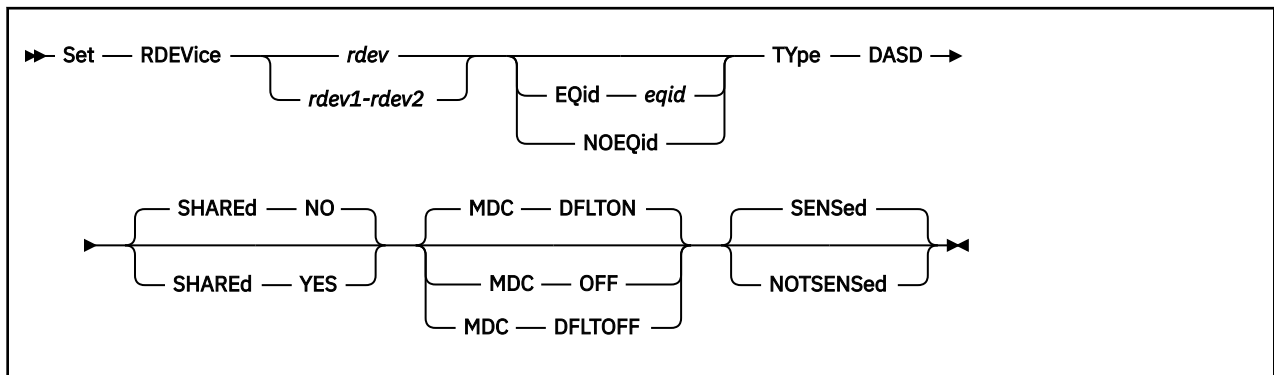 Set RDEVice rdev TYpe DASD
rdev1-rdev2 EQid eqid
NOEQid
SHAREd NO MDC DFLTON SENSed
SHAREd YES MDC OFF NOTSENSed
MDC DFLTOFF